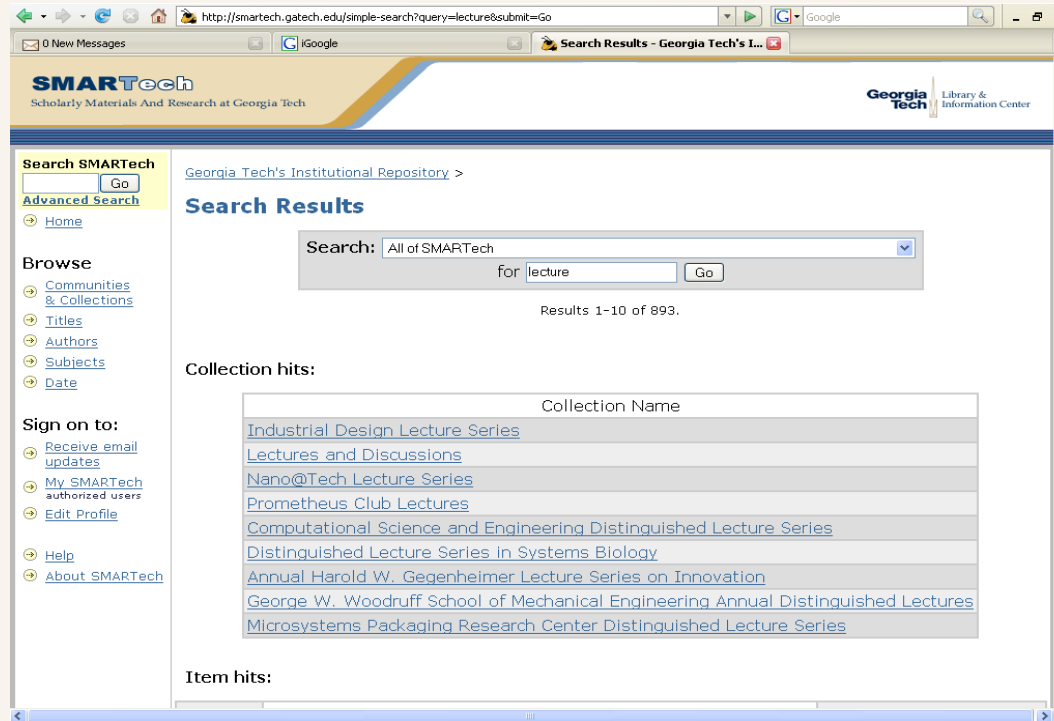 http://smartech.gatech.edu/simple-search?query=lecture&submit=Go
Google
0 New Messages
iGoogle
Search Results - Georgia Tech's I...
SMARTech
Scholarly Materials And Research at Georgia Tech
Georgia Tech
Library & Information Center
Search SMARTech
Go
Advanced Search
Home
Browse
Communities
& Collections
Titles
Authors
Subjects
Date
Sign on to:
Receive email
updates
My SMARTech
authorized users
Edit Profile
Help
About SMARTech
Georgia Tech's Institutional Repository >
Search Results
Search: All of SMARTech
for lecture Go
Results 1-10 of 893.
Collection hits:
Collection Name
Industrial Design Lecture Series
Lectures and Discussions
Nano@Tech Lecture Series
Prometheus Club Lectures
Computational Science and Engineering Distinguished Lecture Series
Distinguished Lecture Series in Systems Biology
Annual Harold W. Gegenheimer Lecture Series on Innovation
George W. Woodruff School of Mechanical Engineering Annual Distinguished Lectures
Microsystems Packaging Research Center Distinguished Lecture Series
Item hits: